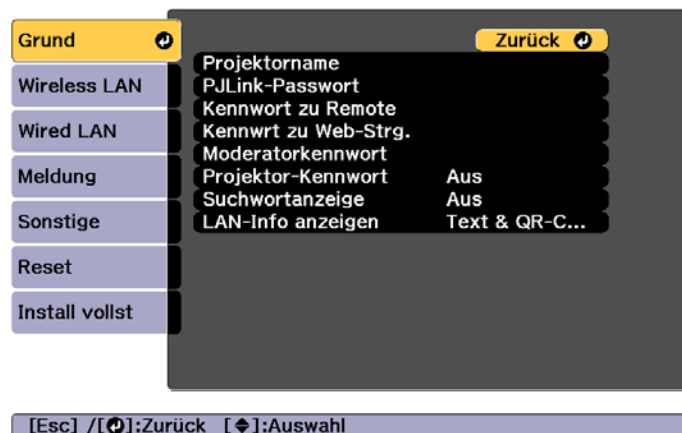 Grund
Wireless LAN
Wired LAN
Meldung
Sonstige
Reset
Install vollst
Zurück
Projektorname
PJLink-Passwort
Kennwort zu Remote
Kennwrt zu Web-Strg.
Moderatorkennwort
Projektor-Kennwort Aus
Suchwortanzeige Aus
LAN-Info anzeigen Text & QR-C...
[Esc] /[⏎]:Zurück [◆]:Auswahl